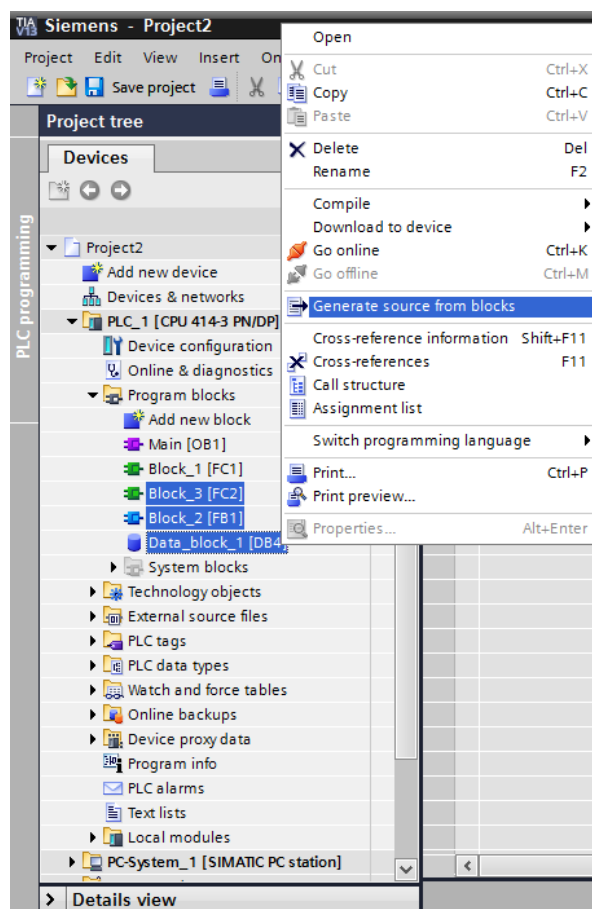 TIA V13 Siemens - Project2
Project Edit View Insert On
Save project
Project tree
Devices
PLC programming
Project2
Add new device
Devices & networks
PLC_1 [CPU 414-3 PN/DP]
Device configuration
Online & diagnostics
Program blocks
Add new block
Main [OB1]
Block_1 [FC1]
Block_3 [FC2]
Block_2 [FB1]
Data_block_1 [DB4]
System blocks
Technology objects
External source files
PLC tags
PLC data types
Watch and force tables
Online backups
Device proxy data
Program info
PLC alarms
Text lists
Local modules
PC-System_1 [SIMATIC PC station]
Details view
Open
Cut Ctrl+X
Copy Ctrl+C
Paste Ctrl+V
Delete Del
Rename F2
Compile
Download to device
Go online Ctrl+K
Go offline Ctrl+M
Generate source from blocks
Cross-reference information Shift+F11
Cross-references F11
Call structure
Assignment list
Switch programming language
Print... Ctrl+P
Print preview...
Properties... Alt+Enter